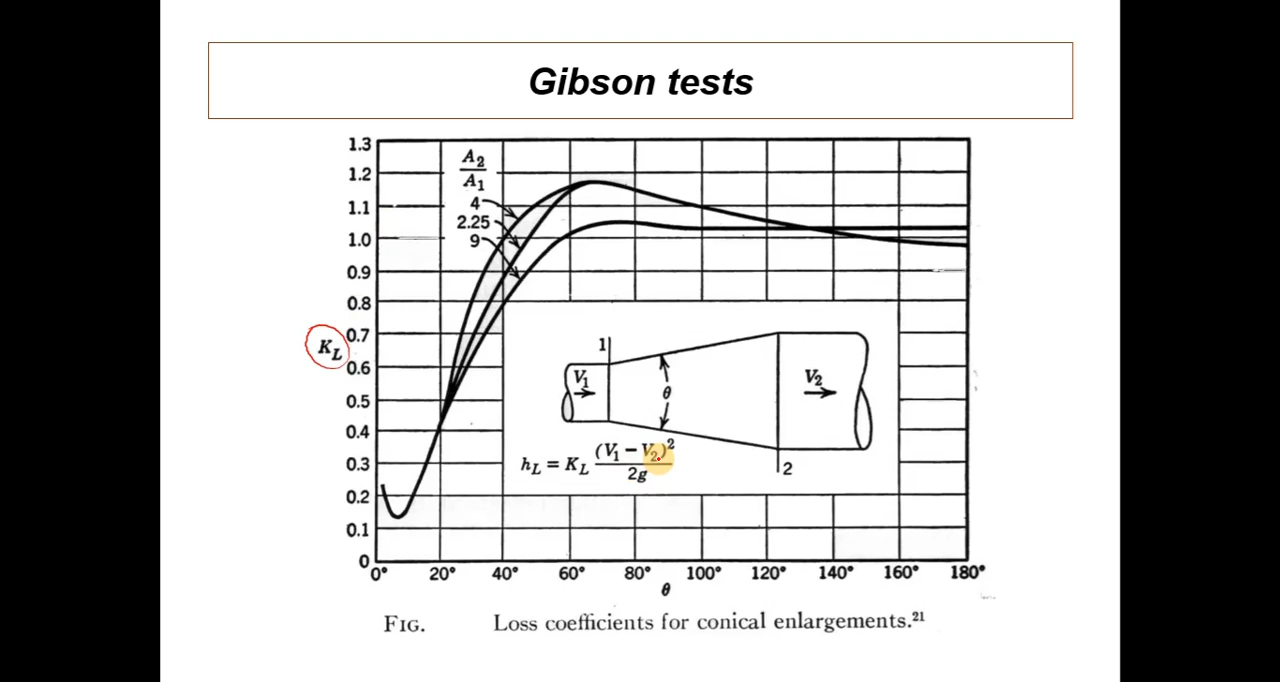 Gibson tests
1.3
1.2
1.1
1.0
0.9
0.8
0.7
0.6
0.5
0.4
0.3
0.2
0.1
0
K_L
A_2
A_1
4
2.25
9
1
V_1
θ
V_2
2
h_L = K_L (V_1 − V_2)^2 / 2g
0° 20° 40° 60° 80° 100° 120° 140° 160° 180°
θ
FIG. Loss coefficients for conical enlargements.^21